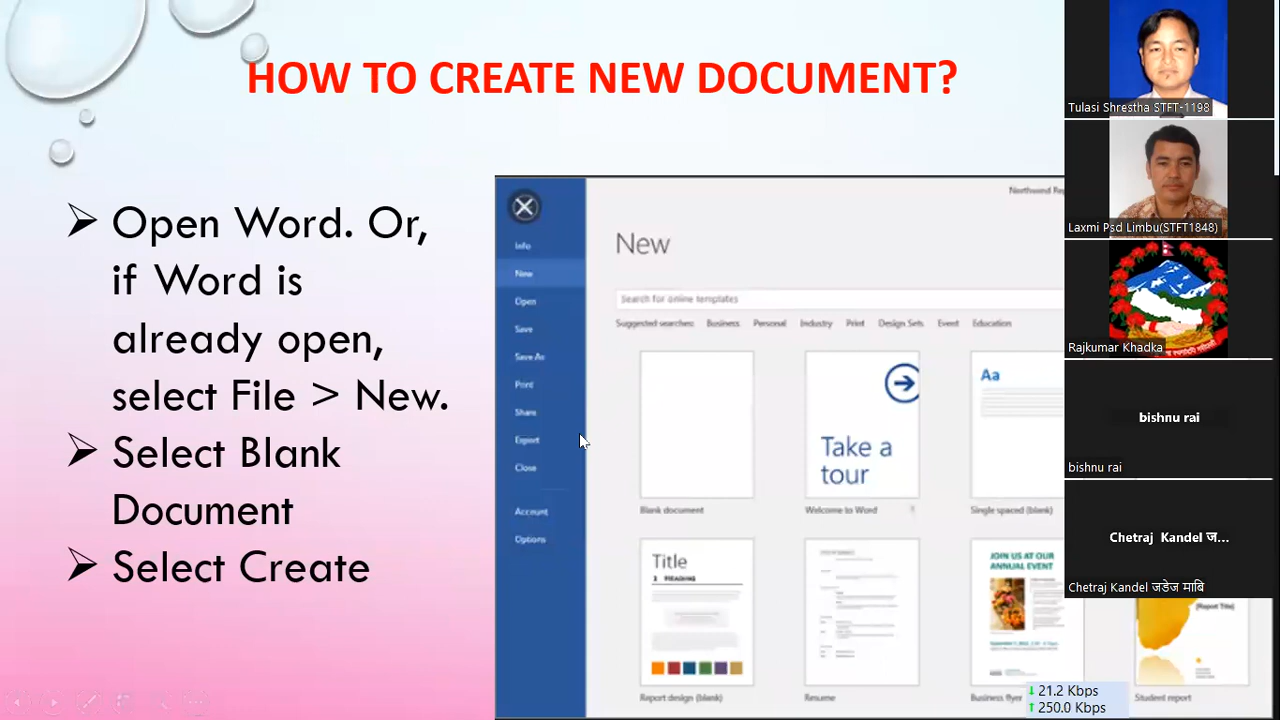 HOW TO CREATE NEW DOCUMENT?
Open Word. Or,
if Word is
already open,
select File > New.
Select Blank
Document
Select Create
Info
New
Open
Save
Save As
Print
Share
Export
Close
Account
Options
Northwind Rep
New
Search for online templates
Suggested searches: Business Personal Industry Print Design Sets Event Education
Take a
tour
Aa
Blank document
Welcome to Word
Single spaced (blank)
Title
HEADING
JOIN US AT OUR
ANNUAL EVENT
[Report Title]
Report design (blank)
Resume
Business flyer
Student report
21.2 Kbps
250.0 Kbps
Tulasi Shrestha STFT-1198
Laxmi Psd Limbu(STFT1848)
Rajkumar Khadka
bishnu rai
bishnu rai
Chetraj Kandel ज...
Chetraj Kandel जडेज माबि